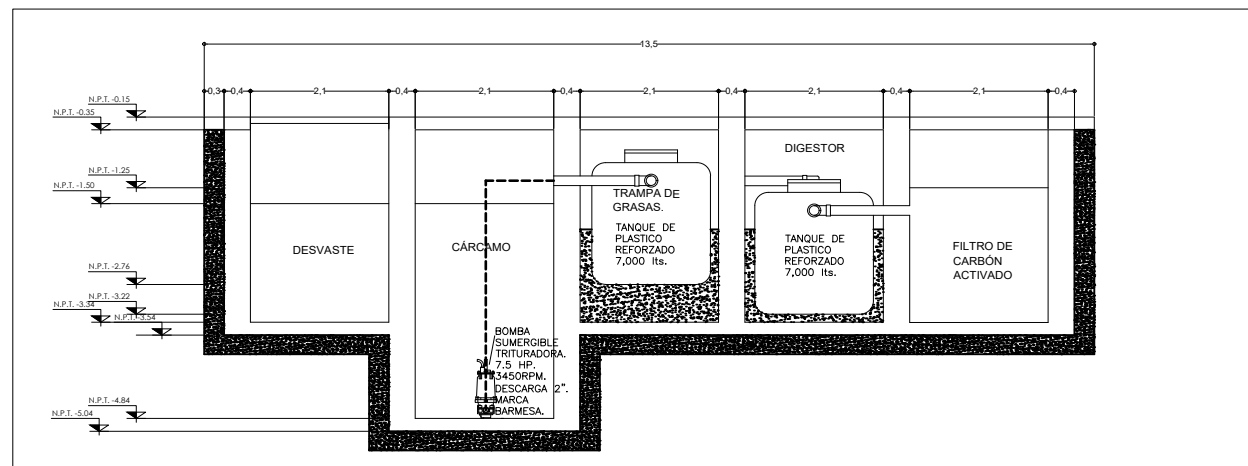 13,5
0,3
0,4
2,1
0,4
2,1
0,4
2,1
0,4
2,1
0,4
2,1
0,4
N.P.T. -0.15
N.P.T. -0.35
N.P.T. -1.25
N.P.T. -1.50
N.P.T. -2.76
N.P.T. -3.22
N.P.T. -3.34
N.P.T. -3.54
N.P.T. -4.84
N.P.T. -5.04
DESVASTE
CÁRCAMO
BOMBA
SUMERGIBLE
TRITURADORA.
7.5 HP.
3450RPM.
DESCARGA 2".
MARCA
BARMESA.
TRAMPA DE
GRASAS.
TANQUE DE
PLASTICO
REFORZADO
7,000 lts.
DIGESTOR
TANQUE DE
PLASTICO
REFORZADO
7,000 lts.
FILTRO DE
CARBÓN
ACTIVADO